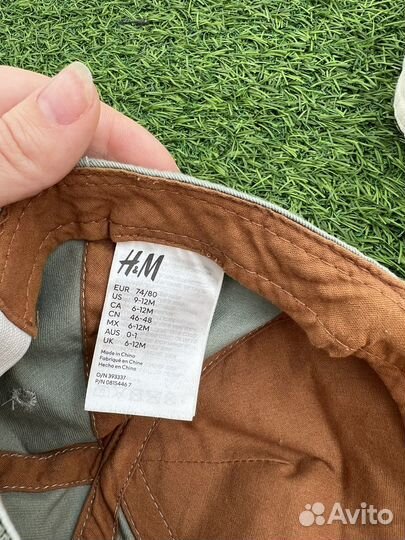 H&M
EUR 74/80
US 9-12M
CA 6-12M
CN 46-48
MX 6-12M
AUS 0-1
UK 6-12M
Made in China
Fabriqué en Chine
Hecho en China
O/N 393337
P/N 0815446 7
Avito